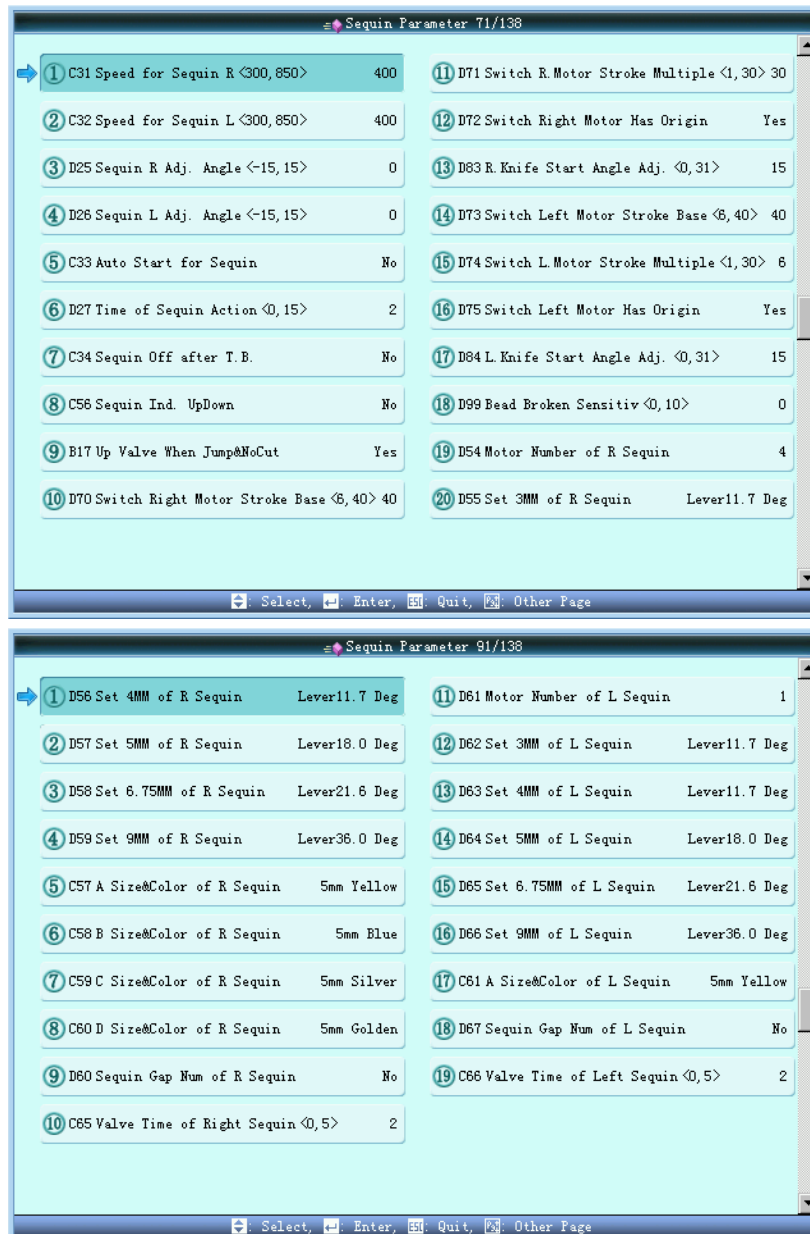 Sequin Parameter 71/138
① C31 Speed for Sequin R <300, 850> 400
② C32 Speed for Sequin L <300, 850> 400
③ D25 Sequin R Adj. Angle <-15, 15> 0
④ D26 Sequin L Adj. Angle <-15, 15> 0
⑤ C33 Auto Start for Sequin No
⑥ D27 Time of Sequin Action <0, 15> 2
⑦ C34 Sequin Off after T.B. No
⑧ C56 Sequin Ind. UpDown No
⑨ B17 Up Valve When Jump&NoCut Yes
⑩ D70 Switch Right Motor Stroke Base <6, 40> 40
⑪ D71 Switch R.Motor Stroke Multiple <1, 30> 30
⑫ D72 Switch Right Motor Has Origin Yes
⑬ D83 R.Knife Start Angle Adj. <0, 31> 15
⑭ D73 Switch Left Motor Stroke Base <6, 40> 40
⑮ D74 Switch L.Motor Stroke Multiple <1, 30> 6
⑯ D75 Switch Left Motor Has Origin Yes
⑰ D84 L.Knife Start Angle Adj. <0, 31> 15
⑱ D99 Bead Broken Sensitiv <0, 10> 0
⑲ D54 Motor Number of R Sequin 4
⑳ D55 Set 3MM of R Sequin Lever11.7 Deg
: Select, : Enter, ESC: Quit, : Other Page
Sequin Parameter 91/138
① D56 Set 4MM of R Sequin Lever11.7 Deg
② D57 Set 5MM of R Sequin Lever18.0 Deg
③ D58 Set 6.75MM of R Sequin Lever21.6 Deg
④ D59 Set 9MM of R Sequin Lever36.0 Deg
⑤ C57 A Size&Color of R Sequin 5mm Yellow
⑥ C58 B Size&Color of R Sequin 5mm Blue
⑦ C59 C Size&Color of R Sequin 5mm Silver
⑧ C60 D Size&Color of R Sequin 5mm Golden
⑨ D60 Sequin Gap Num of R Sequin No
⑩ C65 Valve Time of Right Sequin <0, 5> 2
⑪ D61 Motor Number of L Sequin 1
⑫ D62 Set 3MM of L Sequin Lever11.7 Deg
⑬ D63 Set 4MM of L Sequin Lever11.7 Deg
⑭ D64 Set 5MM of L Sequin Lever18.0 Deg
⑮ D65 Set 6.75MM of L Sequin Lever21.6 Deg
⑯ D66 Set 9MM of L Sequin Lever36.0 Deg
⑰ C61 A Size&Color of L Sequin 5mm Yellow
⑱ D67 Sequin Gap Num of L Sequin No
⑲ C66 Valve Time of Left Sequin <0, 5> 2
: Select, : Enter, ESC: Quit, : Other Page